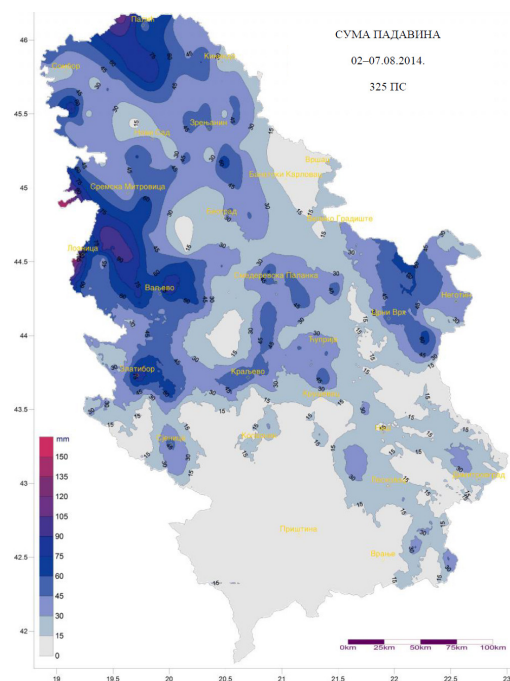 СУМА ПАДАВИНА
02–07.08.2014.
325 ПС
Палић
Сомбор
Кикинда
Нови Сад
Зрењанин
Вршац
Банатски Карловац
Сремска Митровица
Београд
Велико Градиште
Лозница
Смедеревска Паланка
Ваљево
Неготин
Црни Врх
Ћуприја
Златибор
Краљево
Крушевац
Сјеница
Приштина
Врање
46
45.5
45
44.5
44
43.5
43
42.5
42
mm
150
135
120
105
90
75
60
45
30
15
0
0km 25km 50km 75km 100km
19 19.5 20 20.5 21 21.5 22 22.5